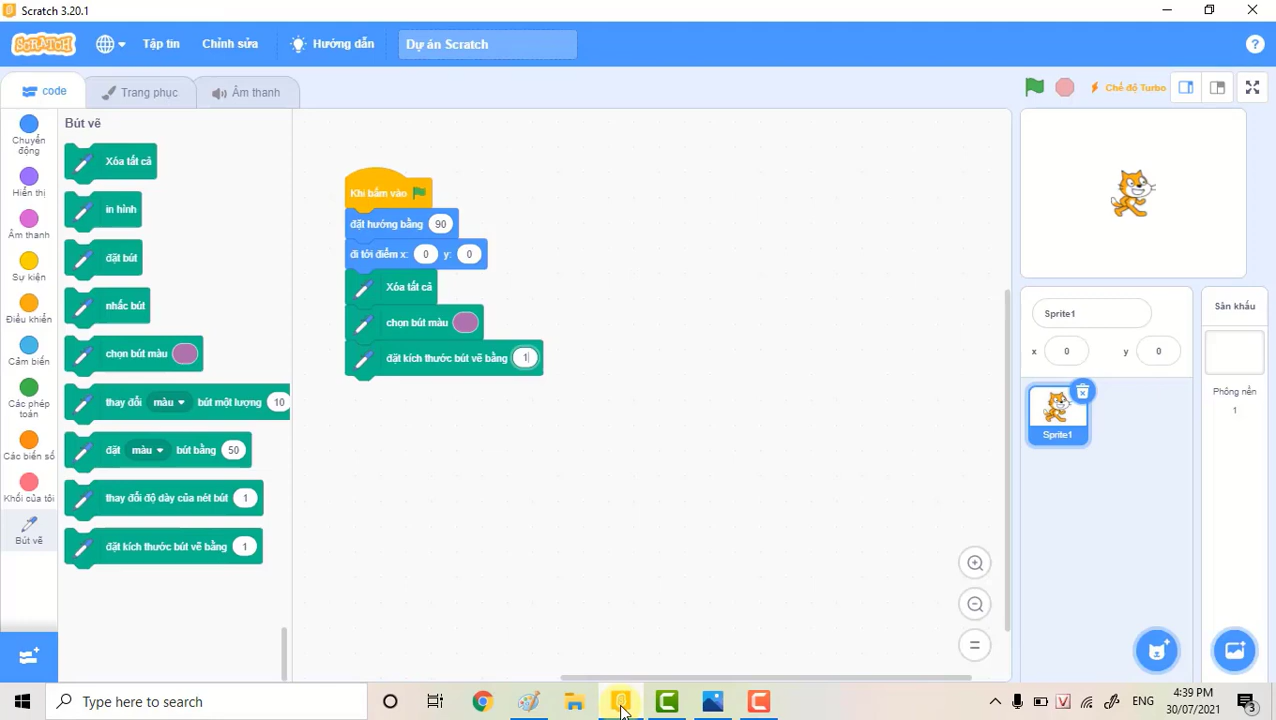 Scratch 3.20.1
SCRATCH Tập tin Chỉnh sửa Hướng dẫn Dự án Scratch ?
code Trang phục Âm thanh Chế độ Turbo
Bút vẽ
Chuyển động
Hiển thị
Âm thanh
Sự kiện
Điều khiển
Cảm biến
Các phép toán
Các biến số
Khối của tôi
Bút vẽ
Xóa tất cả
in hình
đặt bút
nhấc bút
chọn bút màu
thay đổi màu bút một lượng 10
đặt màu bút bằng 50
thay đổi độ dày của nét bút 1
đặt kích thước bút vẽ bằng 1
Khi bấm vào
đặt hướng bằng 90
đi tới điểm x: 0 y: 0
Xóa tất cả
chọn bút màu
đặt kích thước bút vẽ bằng 1
Sprite1
x 0 y 0
Sprite1
Sân khấu
Phông nền
1
Type here to search
ENG
4:39 PM
30/07/2021
3